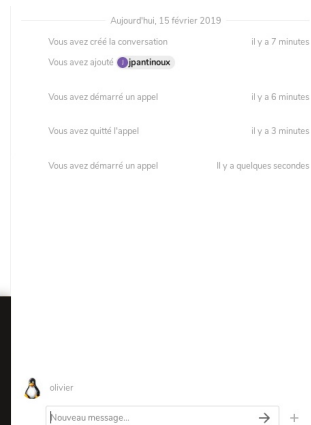 Aujourd'hui, 15 février 2019
Vous avez créé la conversation il y a 7 minutes
Vous avez ajouté j jpantinoux
Vous avez démarré un appel il y a 6 minutes
Vous avez quitté l'appel il y a 3 minutes
Vous avez démarré un appel Il y a quelques secondes
olivier
Nouveau message...